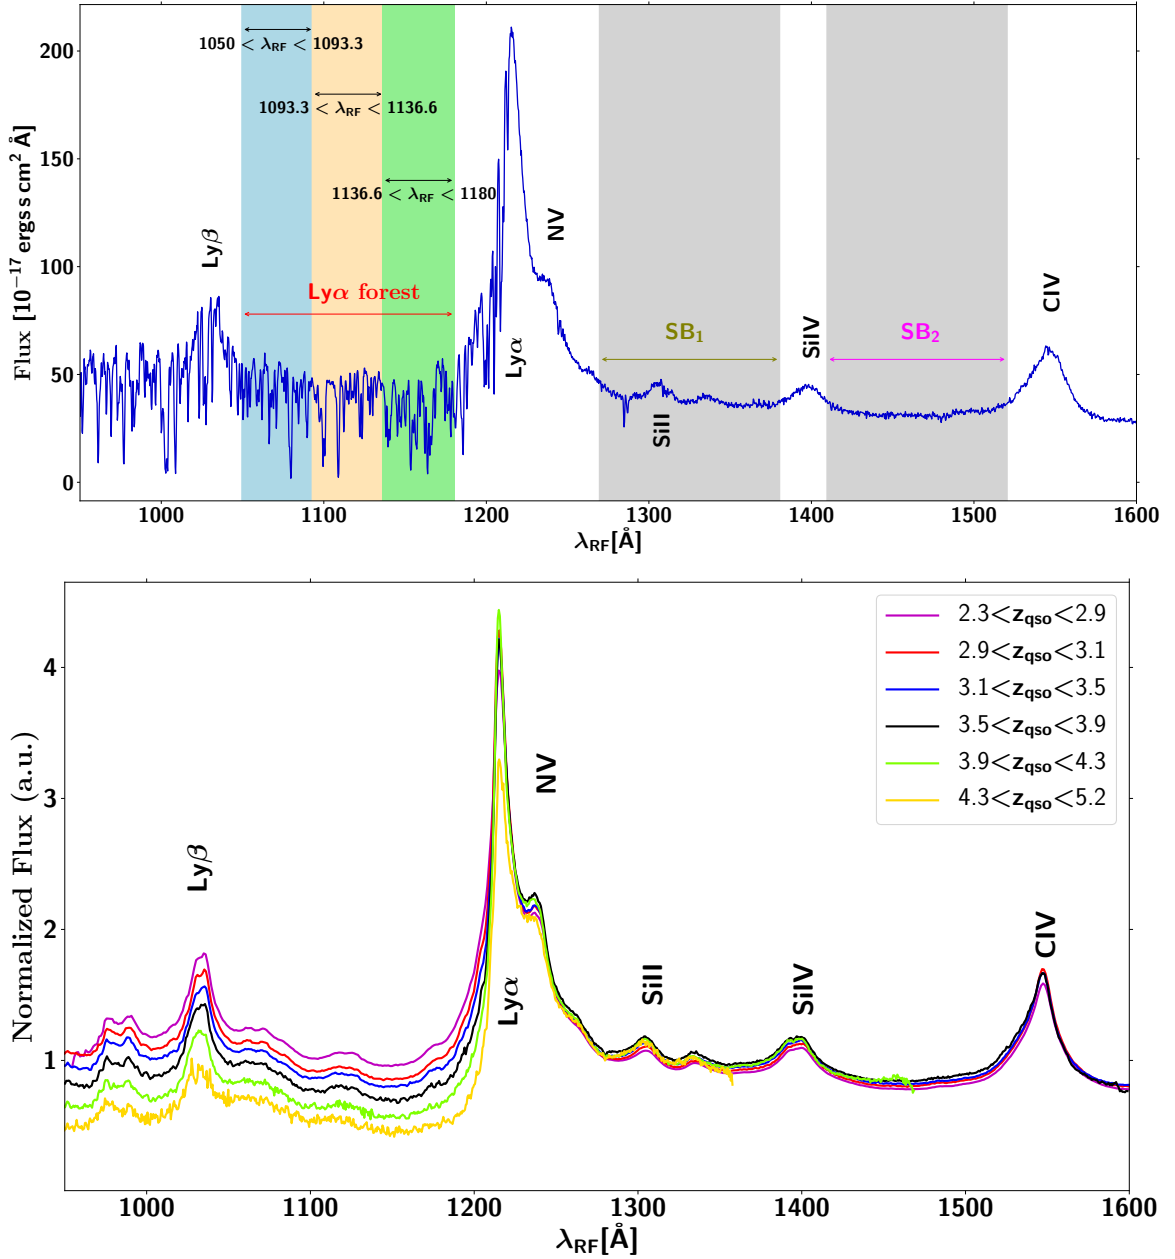 1050 < λRF < 1093.3
1093.3 < λRF < 1136.6
1136.6 < λRF < 1180
Lyβ
Lyα forest
Lyα
NV
SB1
SiII
SiIV
SB2
CIV
Flux [10−17 ergs s cm2 Å]
200
150
100
50
0
1000 1100 1200 1300 1400 1500 1600
λRF[Å]
2.3<zqso<2.9
2.9<zqso<3.1
3.1<zqso<3.5
3.5<zqso<3.9
3.9<zqso<4.3
4.3<zqso<5.2
Lyβ
Lyα
NV
SiII
SiIV
CIV
Normalized Flux (a.u.)
4
3
2
1
1000 1100 1200 1300 1400 1500 1600
λRF[Å]